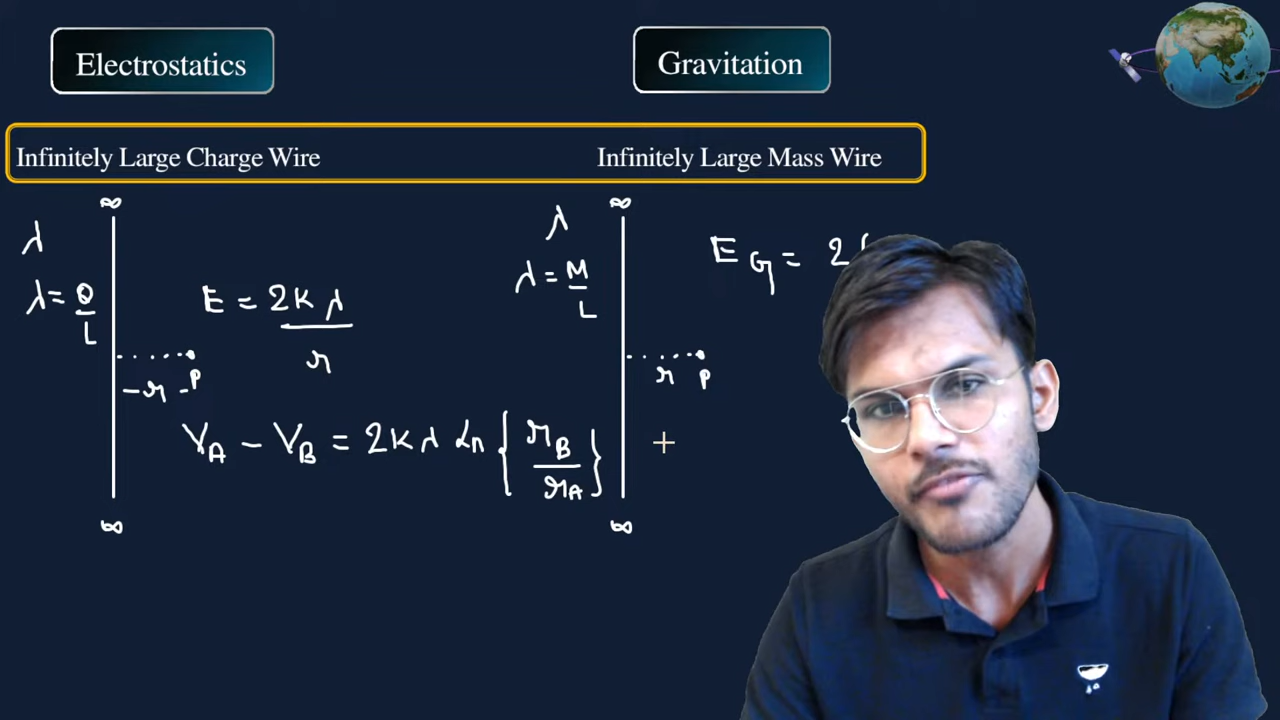 Electrostatics
Gravitation
Infinitely Large Charge Wire
Infinitely Large Mass Wire
∞
λ
λ = Q/L
E = 2Kλ/r
- r - P
V_A - V_B = 2Kλ ln { r_B/r_A }
∞
∞
λ
λ = M/L
E_G = 2
r P
∞